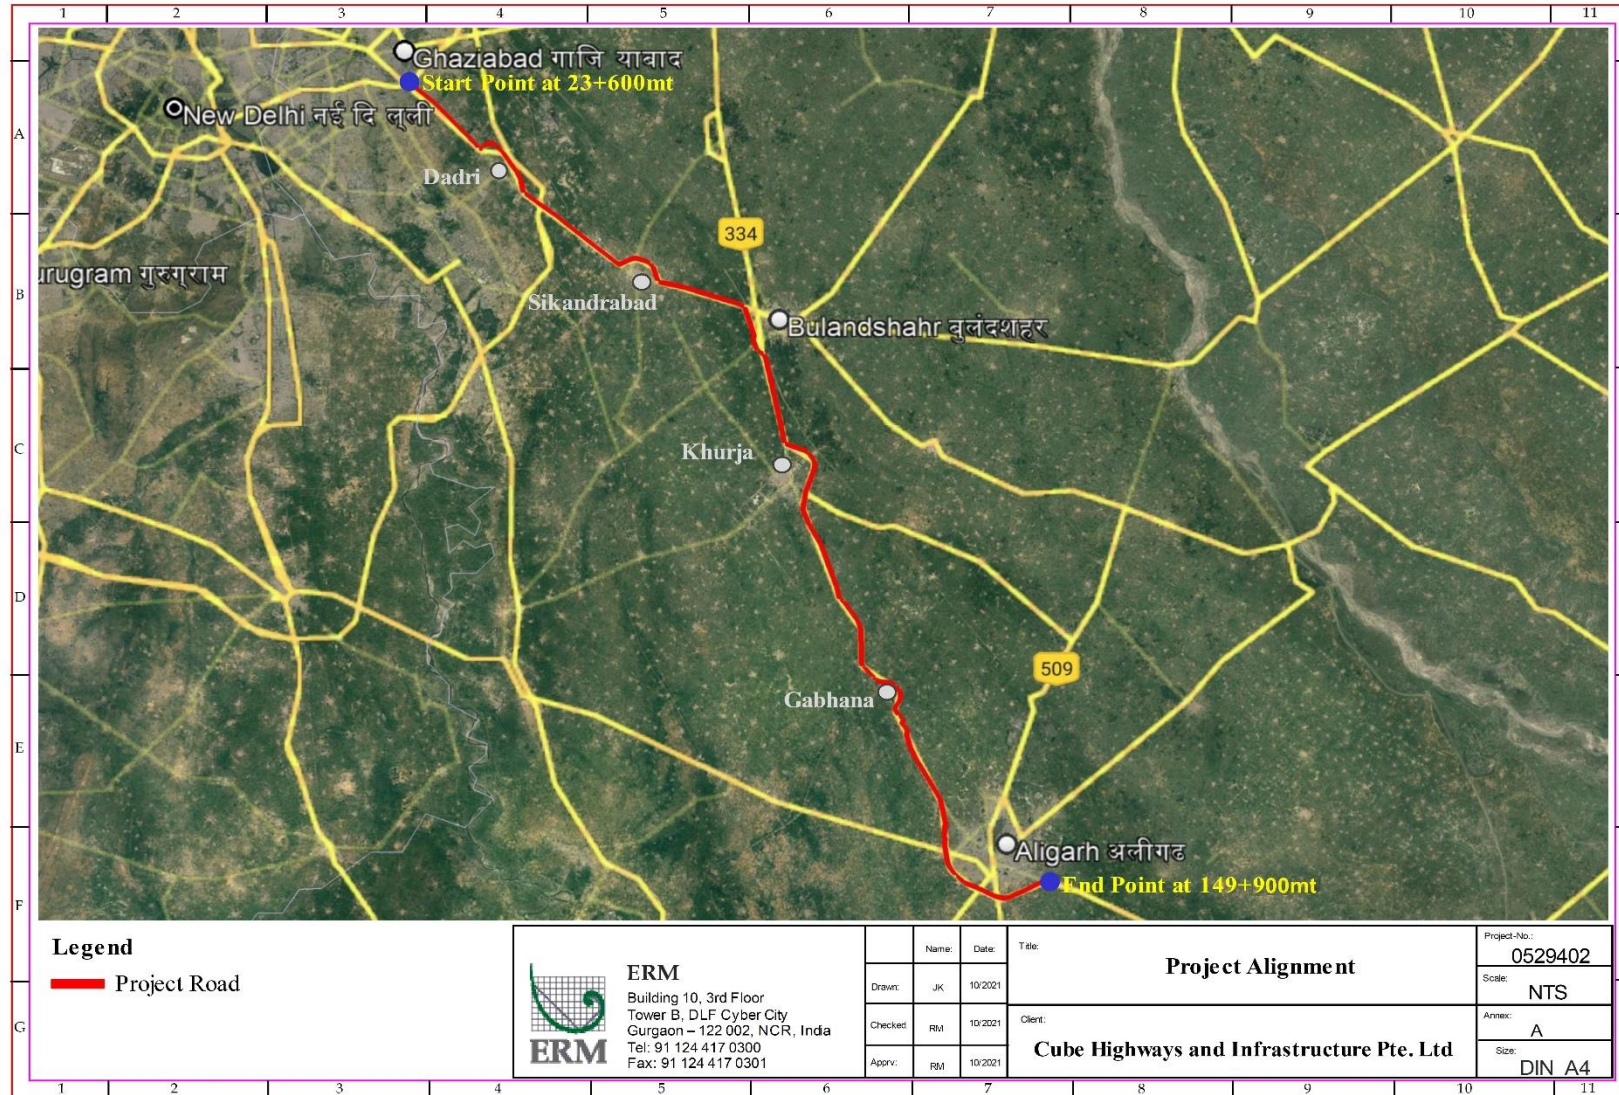 1 2 3 4 5 6 7 8 9 10 11
Ghaziabad गाजि याबाद
Start Point at 23+600mt
New Delhi नई दि ल्ली
A
Dadri
334
urugram गुरुग्राम
B
Sikandrabad
Bulandshahr बुलंदशहर
C
Khurja
D
509
Gabhana
E
Aligarh अलीगढ
End Point at 149+900mt
F
Legend
Project Road
G
ERM
ERM
Building 10, 3rd Floor
Tower B, DLF Cyber City
Gurgaon – 122 002, NCR, India
Tel: 91 124 417 0300
Fax: 91 124 417 0301
Name: Date:
Drawn: JK 10/2021
Checked RM 10/2021
Apprv: RM 10/2021
Title:
Project Alignment
Client:
Cube Highways and Infrastructure Pte. Ltd
Project-No.:
0529402
Scale:
NTS
Annex:
A
Size:
DIN A4
1 2 3 4 5 6 7 8 9 10 11